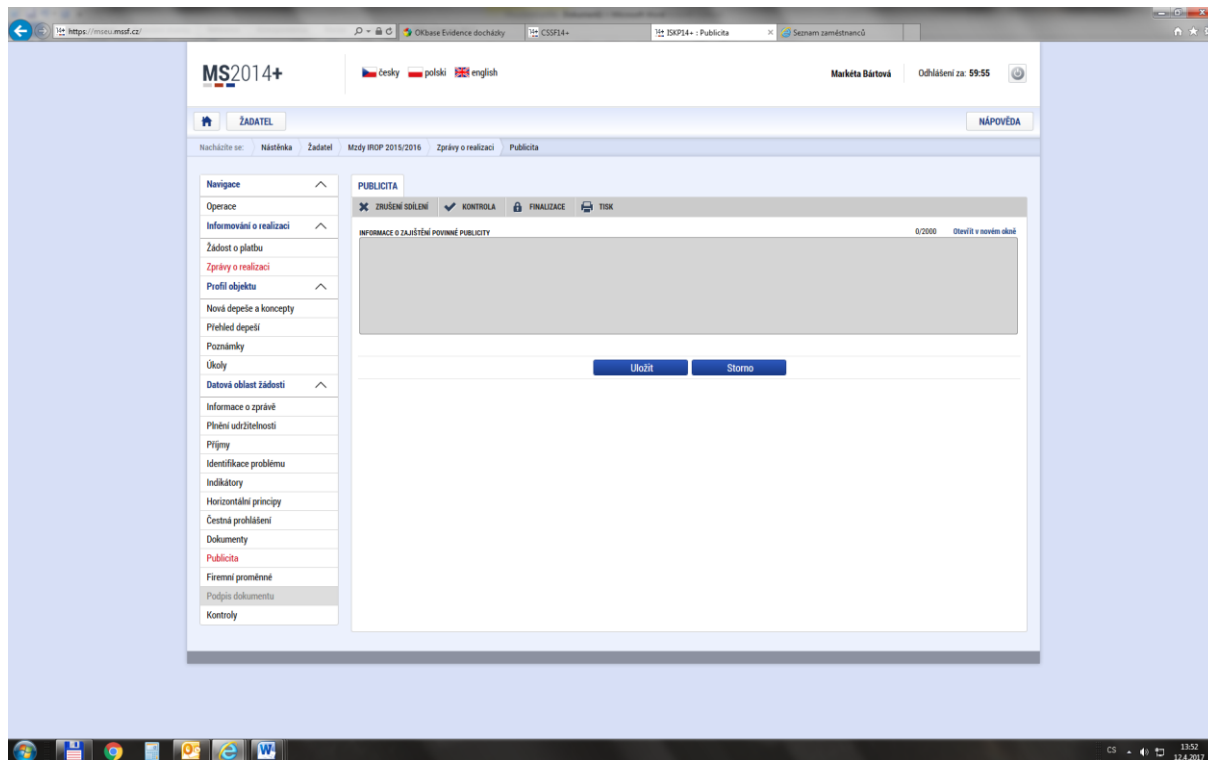 https://mseu.mssf.cz/
OKbase Evidence docházky
CSSF14+
ISKP14+ : Publicita
Seznam zaměstnanců
MS2014+
česky polski english
Markéta Bártová
Odhlášení za: 59:55
ŽADATEL
NÁPOVĚDA
Nacházíte se: Nástěnka Žadatel Mzdy IROP 2015/2016 Zprávy o realizaci Publicita
Navigace
Operace
Informování o realizaci
Žádost o platbu
Zprávy o realizaci
Profil objektu
Nová depeše a koncepty
Přehled depeší
Poznámky
Úkoly
Datová oblast žádosti
Informace o zprávě
Plnění udržitelnosti
Příjmy
Identifikace problému
Indikátory
Horizontální principy
Čestná prohlášení
Dokumenty
Publicita
Firemní proměnné
Podpis dokumentu
Kontroly
PUBLICITA
ZRUŠENÍ SDÍLENÍ KONTROLA FINALIZACE TISK
INFORMACE O ZAJIŠTĚNÍ POVINNÉ PUBLICITY
0/2000 Otevřít v novém okně
Uložit Storno
CS
13:52
12.4.2017